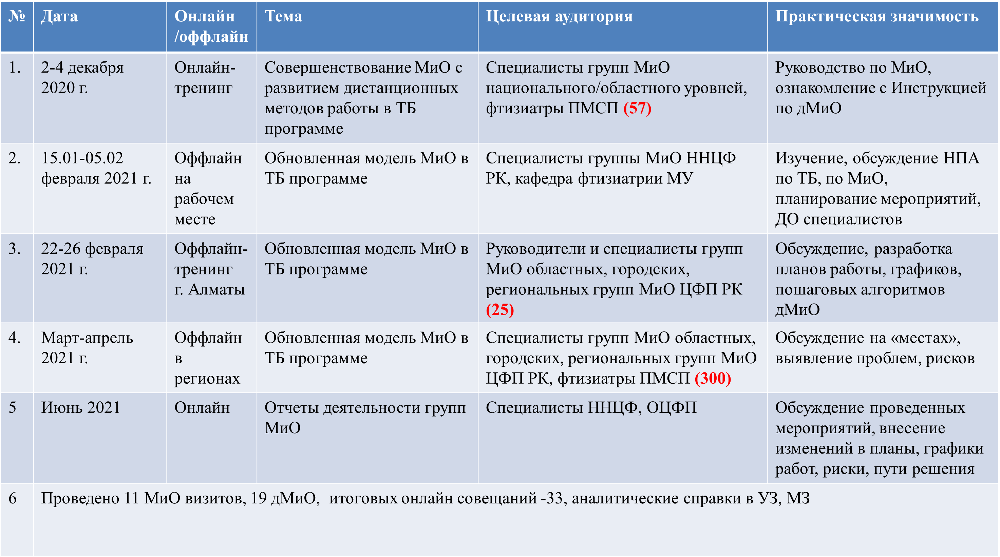 №
Дата
Онлайн
/оффлайн
Тема
Целевая аудитория
Практическая значимость
1.
2-4 декабря
2020 г.
Онлайн-
тренинг
Совершенствование МиО с
развитием дистанционных
методов работы в ТБ
программе
Специалисты групп МиО
национального/областного уровней,
фтизиатры ПМСП (57)
Руководство по МиО,
ознакомление с Инструкцией
по дМиО
2.
15.01-05.02
февраля 2021 г.
Оффлайн
на
рабочем
месте
Обновленная модель МиО в
ТБ программе
Специалисты группы МиО ННЦФ
РК, кафедра фтизиатрии МУ
Изучение, обсуждение НПА
по ТБ, по МиО,
планирование мероприятий,
ДО специалистов
3.
22-26 февраля
2021 г.
Оффлайн-
тренинг
г. Алматы
Обновленная модель МиО в
ТБ программе
Руководители и специалисты групп
МиО областных, городских,
региональных групп МиО ЦФП РК
(25)
Обсуждение, разработка
планов работы, графиков,
пошаговых алгоритмов
дМиО
4.
Март-апрель
2021 г.
Оффлайн
в
регионах
Обновленная модель МиО в
ТБ программе
Специалисты групп МиО областных,
городских, региональных групп МиО
ЦФП РК, фтизиатры ПМСП (300)
Обсуждение на «местах»,
выявление проблем, рисков
5
Июнь 2021
Онлайн
Отчеты деятельности групп
МиО
Специалисты ННЦФ, ОЦФП
Обсуждение проведенных
мероприятий, внесение
изменений в планы, графики
работ, риски, пути решения
6
Проведено 11 МиО визитов, 19 дМиО,  итоговых онлайн совещаний -33, аналитические справки в УЗ, МЗ